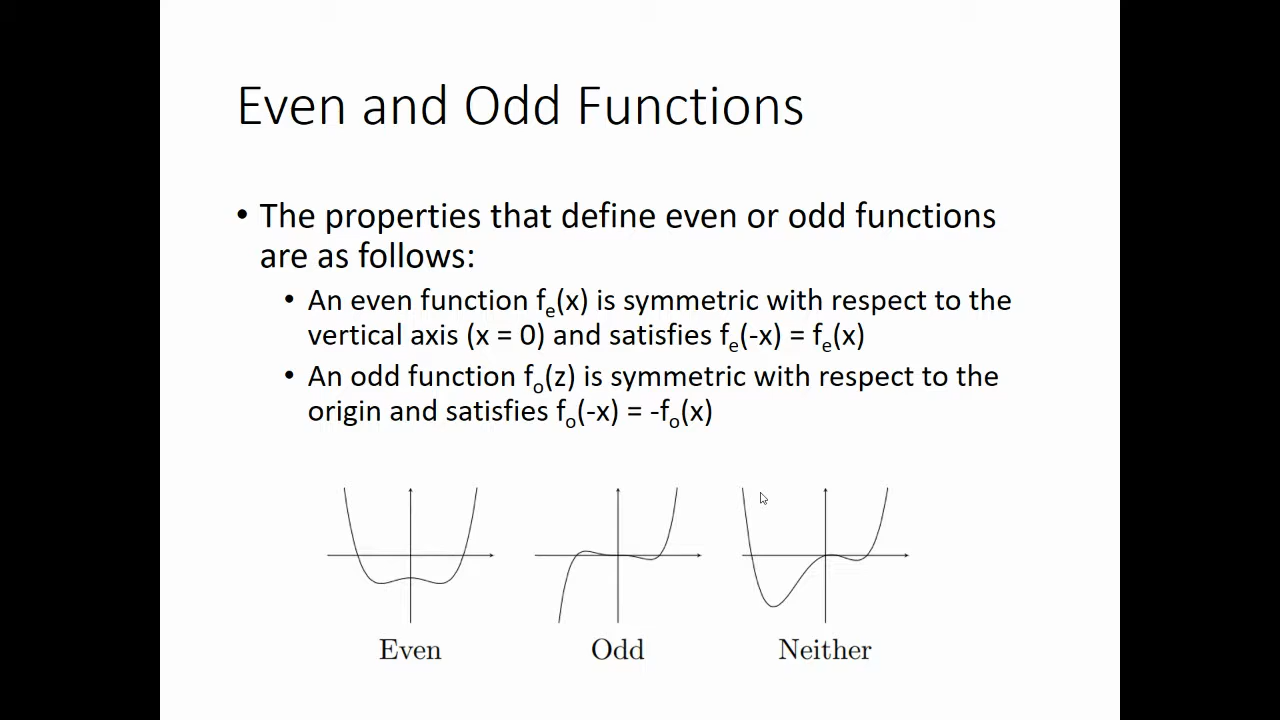 Even and Odd Functions
• The properties that define even or odd functions
are as follows:
• An even function fₑ(x) is symmetric with respect to the
vertical axis (x = 0) and satisfies fₑ(-x) = fₑ(x)
• An odd function fₒ(z) is symmetric with respect to the
origin and satisfies fₒ(-x) = -fₒ(x)
Even Odd Neither